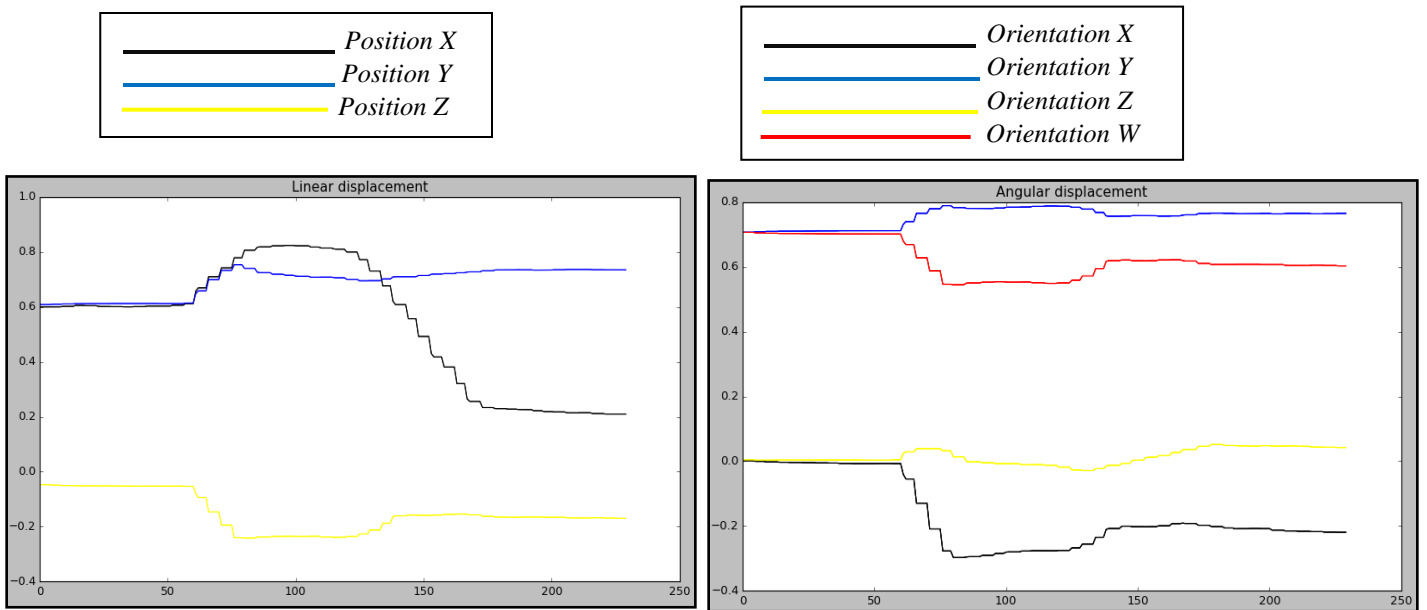 Position X
Position Y
Position Z
Orientation X
Orientation Y
Orientation Z
Orientation W
Linear displacement
1.0
0.8
0.6
0.4
0.2
0.0
−0.2
−0.4
0 50 100 150 200 250
Angular displacement
0.8
0.6
0.4
0.2
0.0
−0.2
−0.4
0 50 100 150 200 250